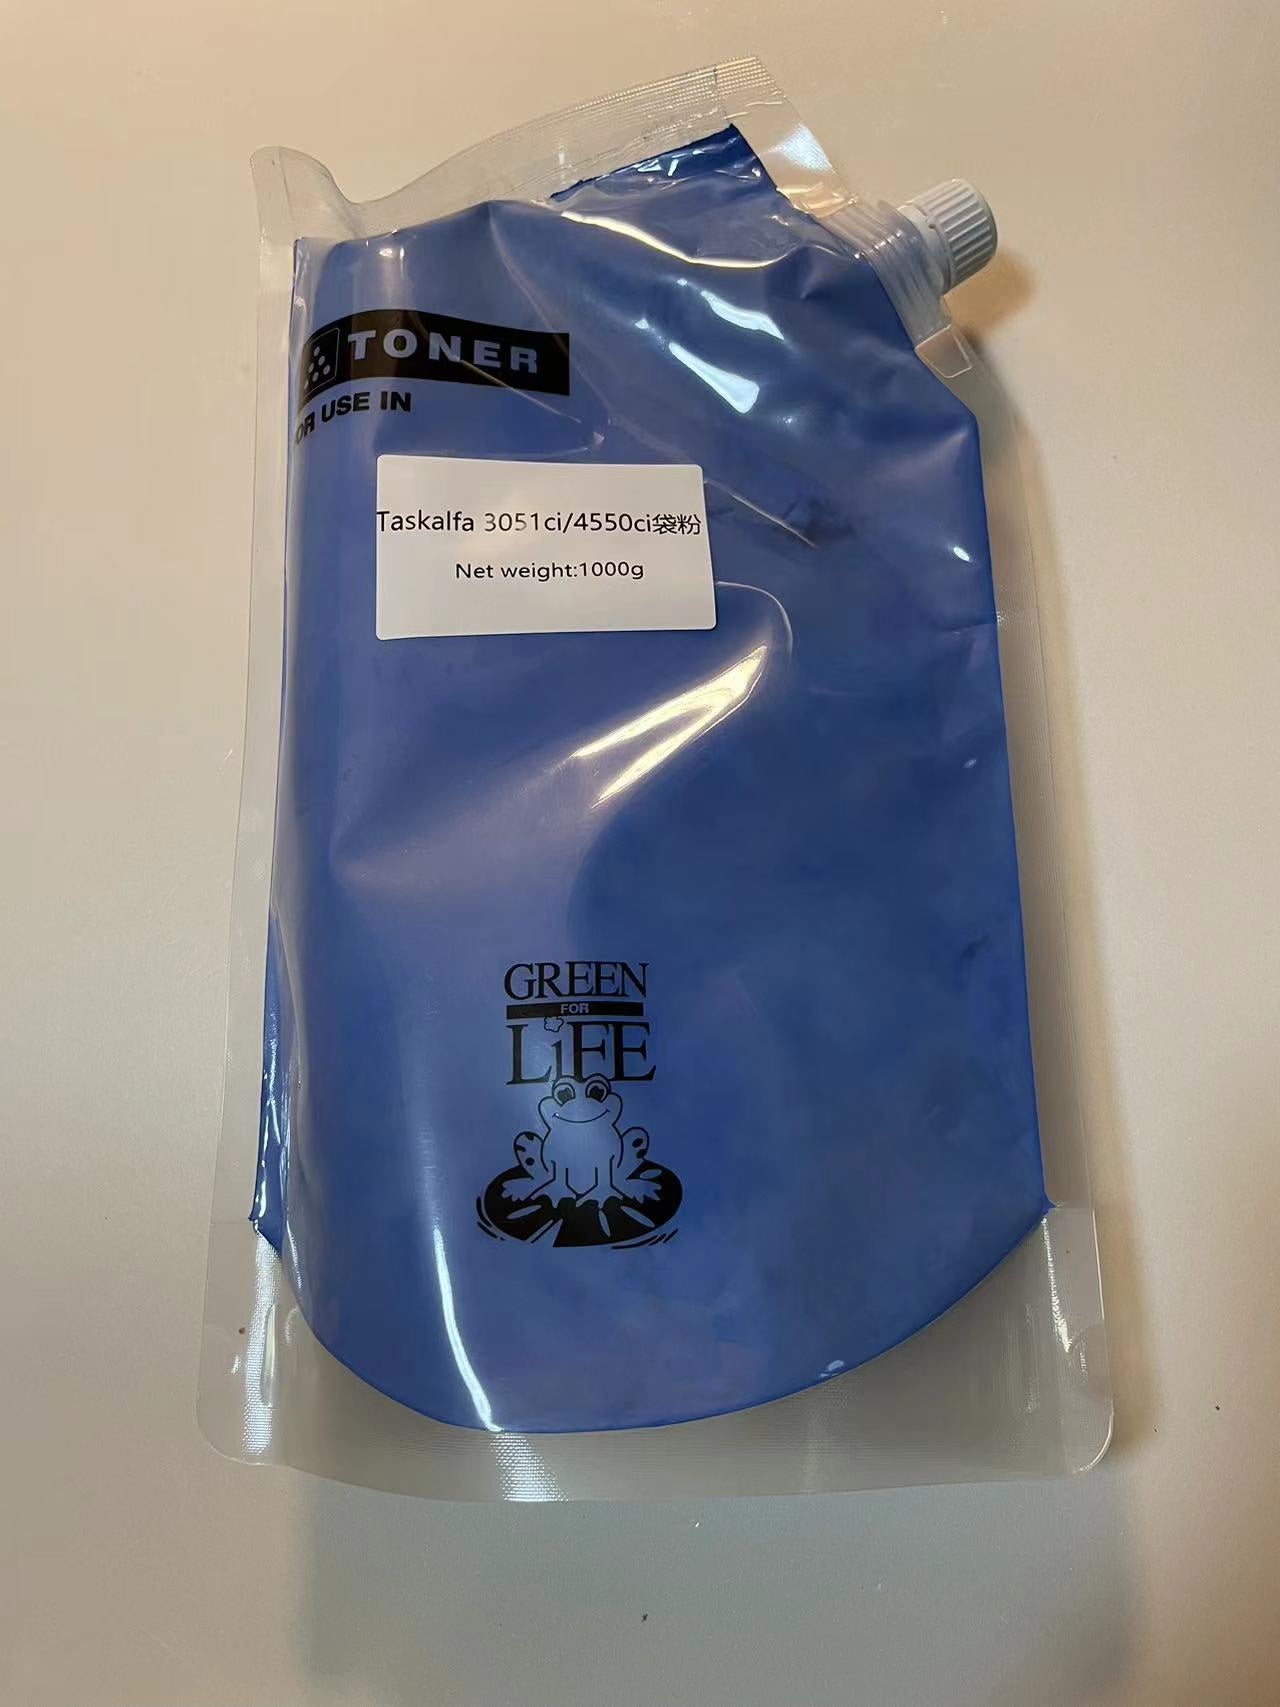 TONER
FOR USE IN
Taskalfa 3051ci/4550ci袋粉
Net weight:1000g
GREEN
FOR
LiFE